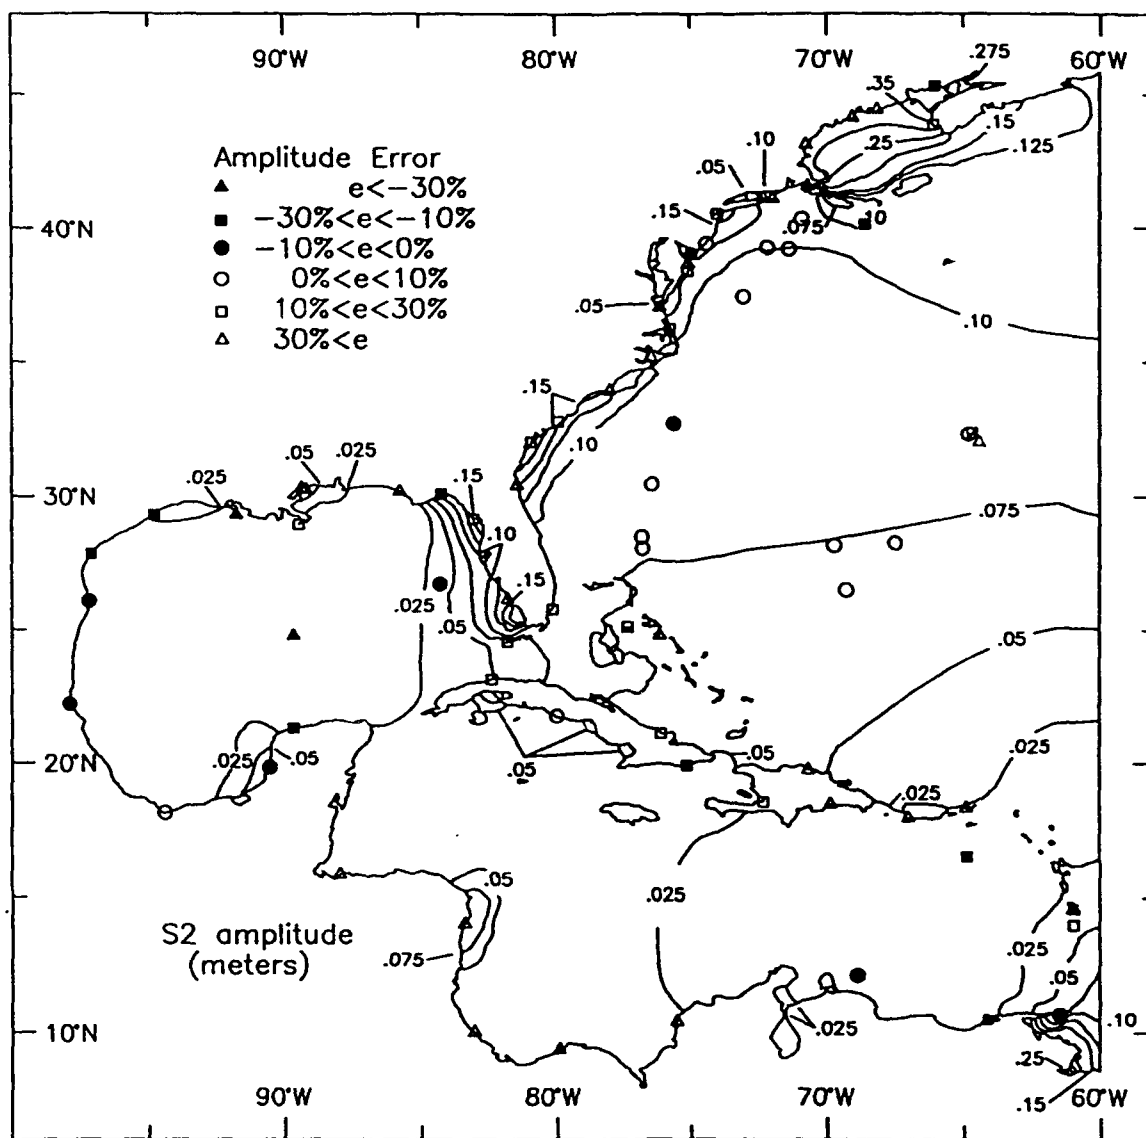 90°W 80°W 70°W 60°W
.275
.35
.15
.10
.25
.125
.05
Amplitude Error
▲ e<-30%
■ -30%<e<-10%
● -10%<e<0%
○ 0%<e<10%
□ 10%<e<30%
△ 30%<e
.15
40°N
.075
.10
.05
.10
.15
.10
.025
.05
.025
.15
30°N
.075
.10
.15
.025
.05
.05
.05
.025
20°N
.025
.05
.05
.025
.05
.025
S2 amplitude
(meters)
.075
.025
.05
10°N
.025
.10
.25
90°W 80°W 70°W 60°W
.15